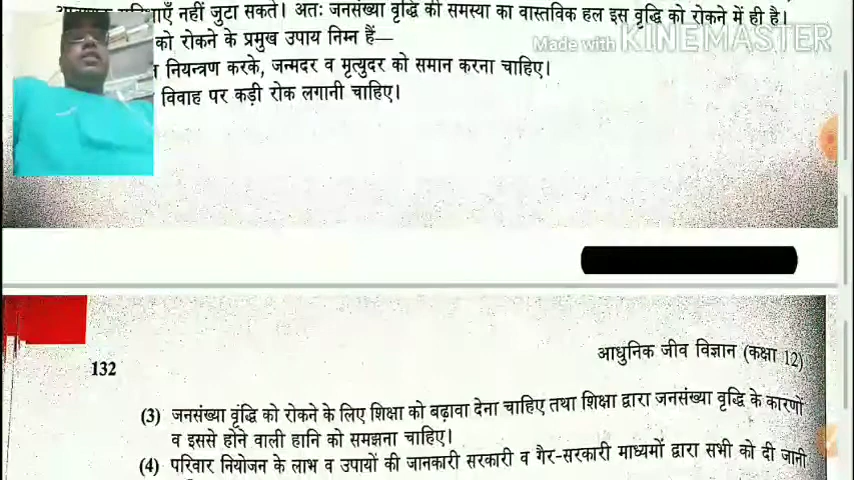 नहीं जुटा सकते। अतः जनसंख्या वृद्धि की समस्या का वास्तविक हल इस वृद्धि को रोकने में ही है।
को रोकने के प्रमुख उपाय निम्न हैं—
Made with KINEMASTER
नियन्त्रण करके, जन्मदर व मृत्युदर को समान करना चाहिए।
विवाह पर कड़ी रोक लगानी चाहिए।
आधुनिक जीव विज्ञान (कक्षा 12)
132
(3) जनसंख्या वृद्धि को रोकने के लिए शिक्षा को बढ़ावा देना चाहिए तथा शिक्षा द्वारा जनसंख्या वृद्धि के कारणों
व इससे होने वाली हानि को समझना चाहिए।
(4) परिवार नियोजन के लाभ व उपायों की जानकारी सरकारी व गैर-सरकारी माध्यमों द्वारा सभी को दी जानी